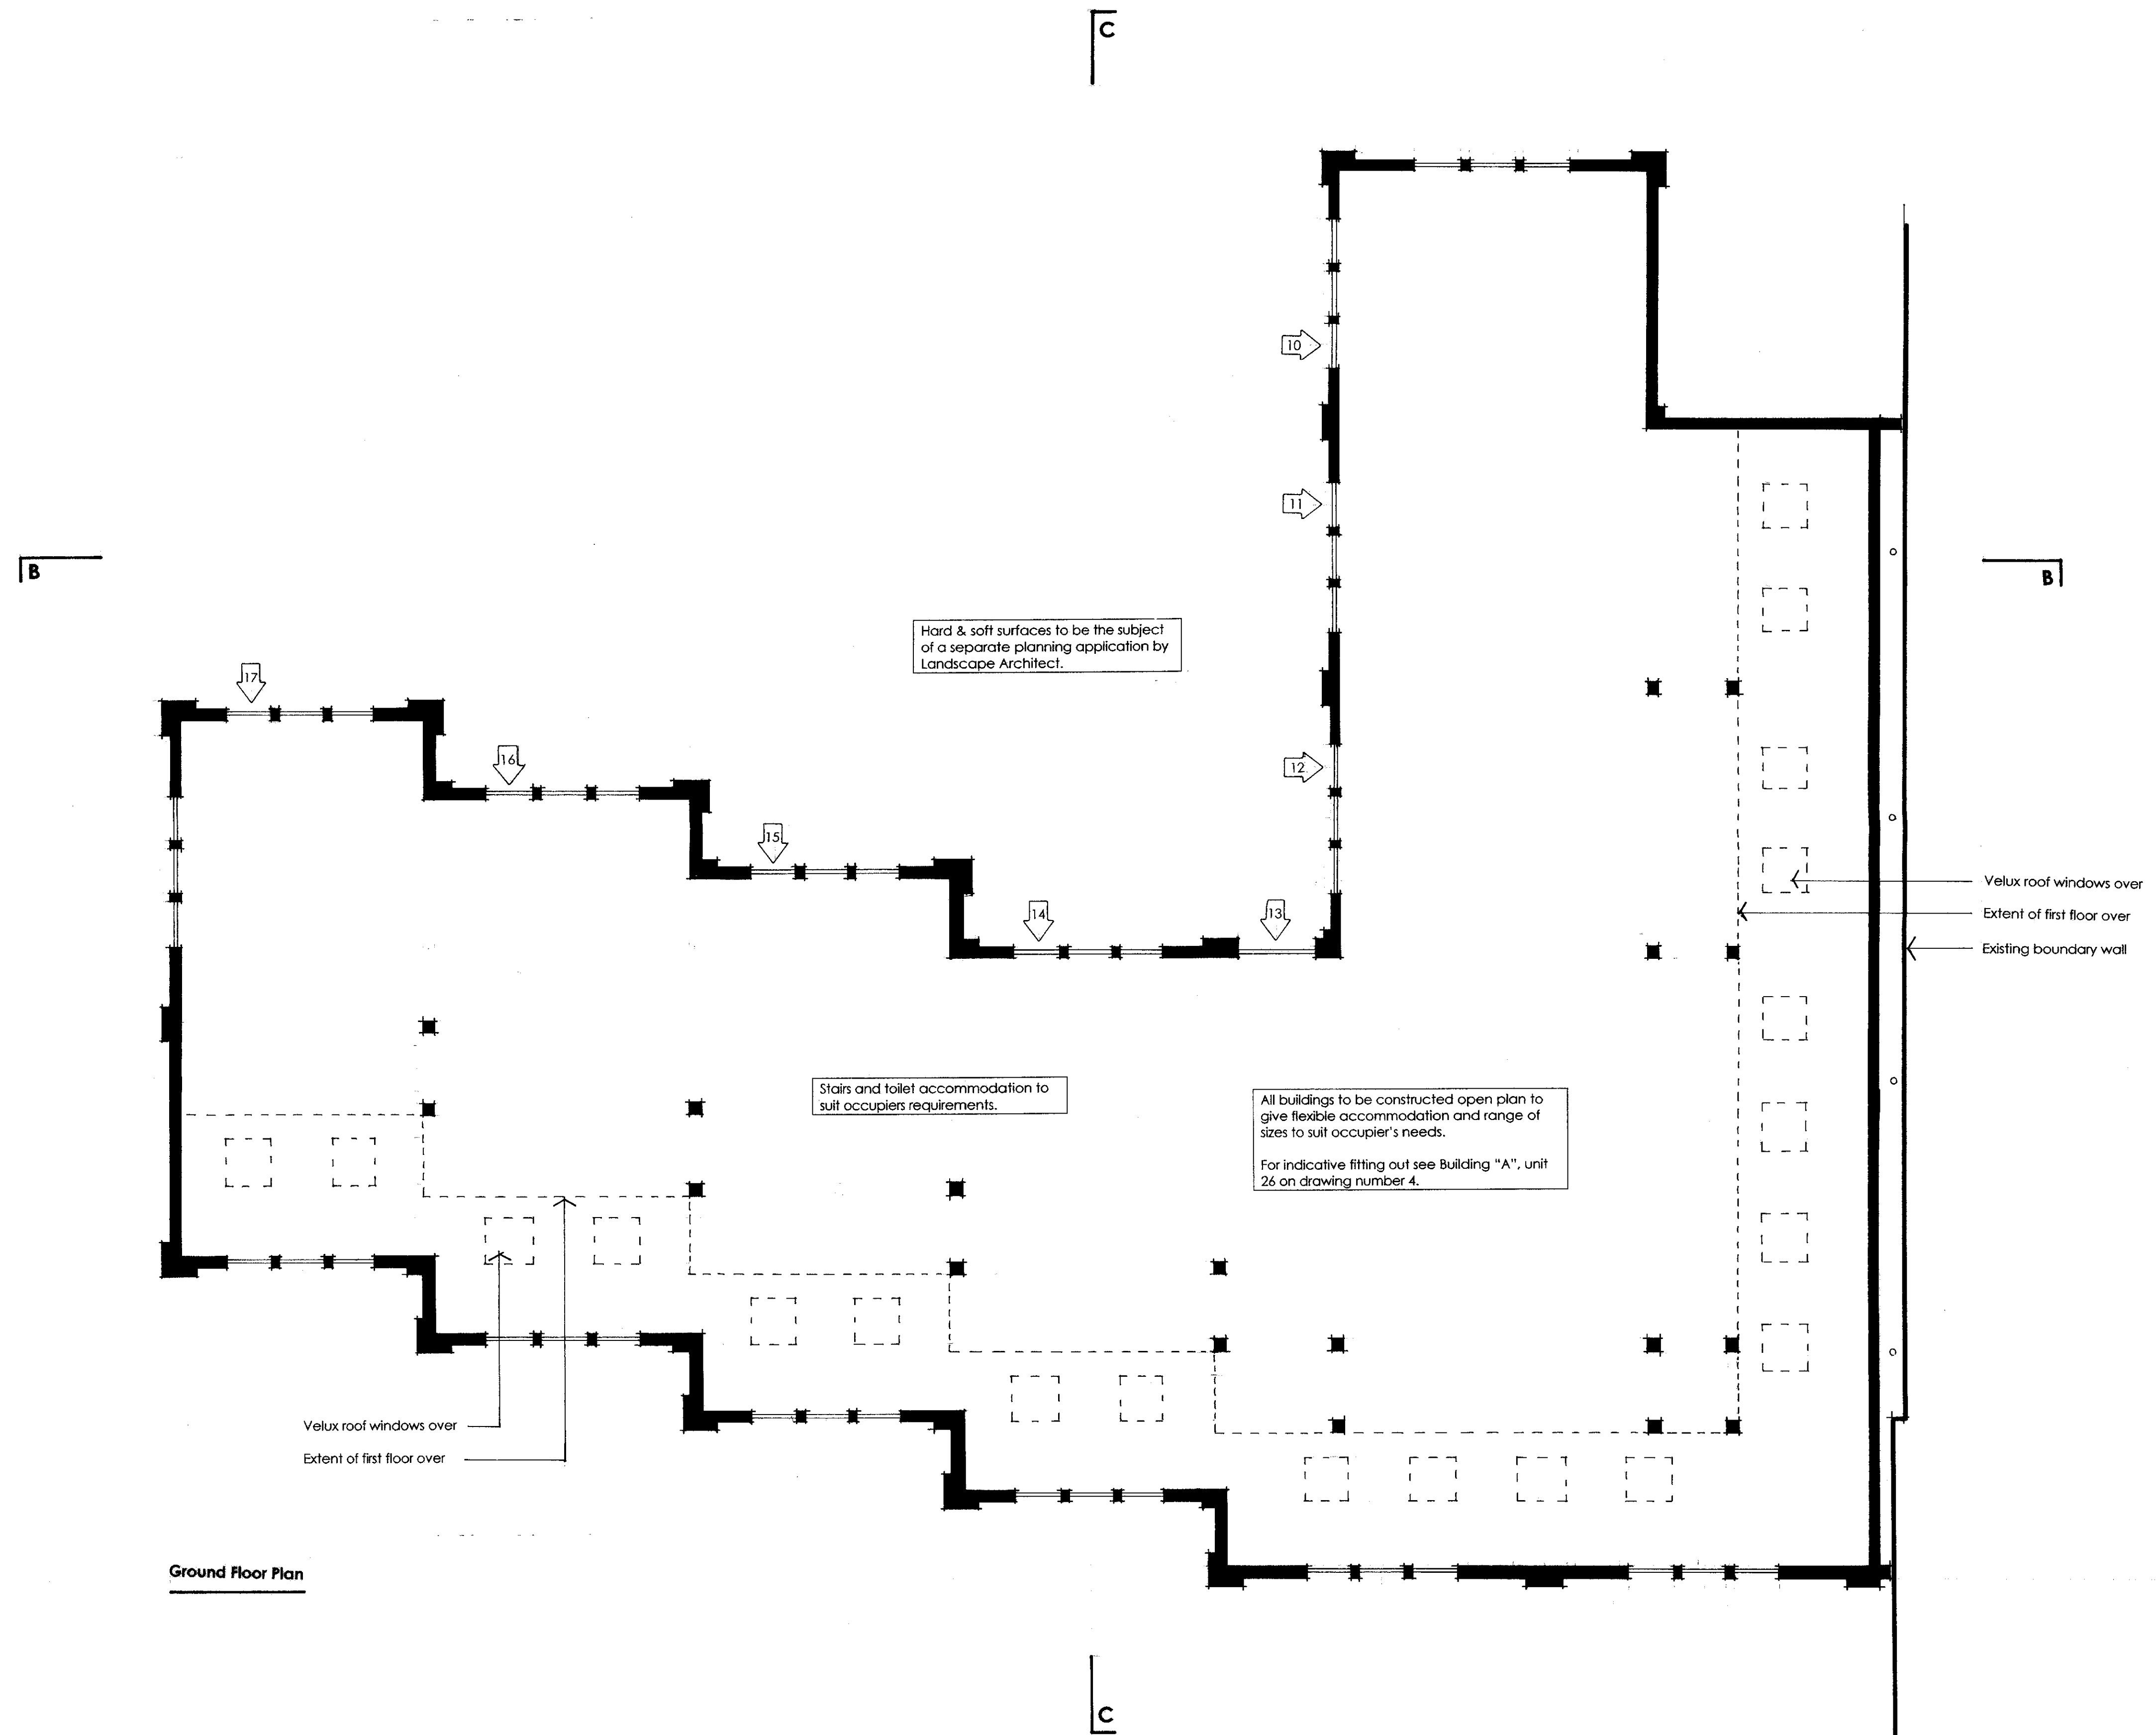 C
10
11
B
B
Hard & soft surfaces to be the subject
of a separate planning application by
Landscape Architect.
17
16
12
15
14
13
Velux roof windows over
Extent of first floor over
Existing boundary wall
Stairs and toilet accommodation to
suit occupiers requirements.
All buildings to be constructed open plan to
give flexible accommodation and range of
sizes to suit occupier's needs.
For indicative fitting out see Building "A", unit
26 on drawing number 4.
Velux roof windows over
Extent of first floor over
Ground Floor Plan
C